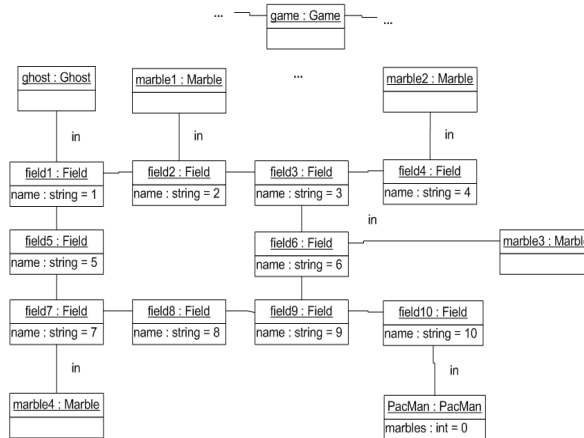 ...
game : Game
...
ghost : Ghost
marble1 : Marble
...
marble2 : Marble
in
in
in
field1 : Field
name : string = 1
field2 : Field
name : string = 2
field3 : Field
name : string = 3
field4 : Field
name : string = 4
in
field5 : Field
name : string = 5
field6 : Field
name : string = 6
marble3 : Marble
field7 : Field
name : string = 7
field8 : Field
name : string = 8
field9 : Field
name : string = 9
field10 : Field
name : string = 10
in
in
marble4 : Marble
PacMan : PacMan
marbles : int = 0